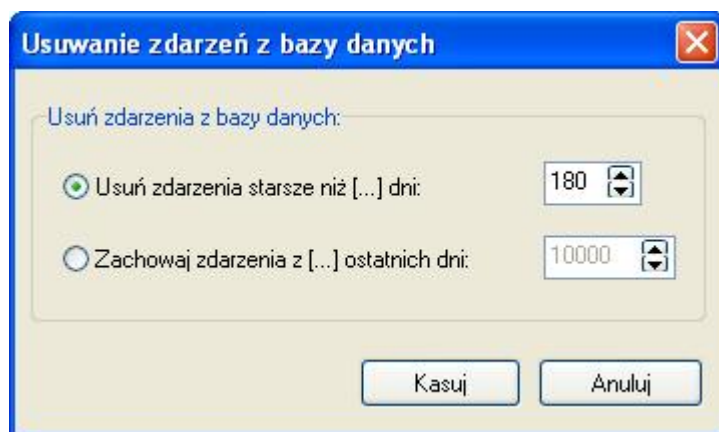 Usuwanie zdarzeń z bazy danych
Usuń zdarzenia z bazy danych:
Usuń zdarzenia starsze niż [...] dni: 180
Zachowaj zdarzenia z [...] ostatnich dni: 10000
Kasuj Anuluj